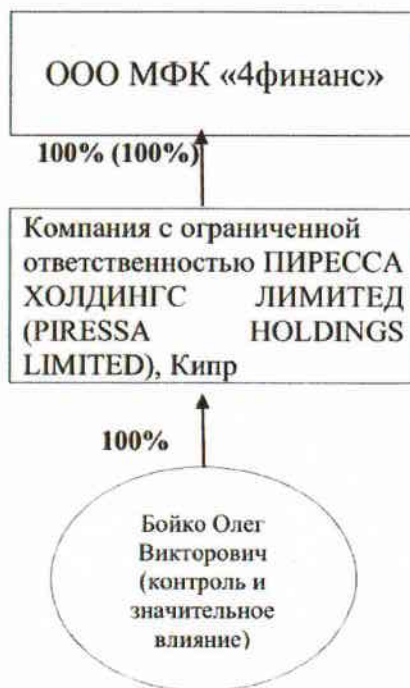 ООО МФК «4финанс»
100% (100%)
Компания с ограниченной
ответственностью ПИРЕССА
ХОЛДИНГС ЛИМИТЕД
(PIRESSA HOLDINGS
LIMITED), Кипр
100%
Бойко Олег
Викторович
(контроль и
значительное
влияние)